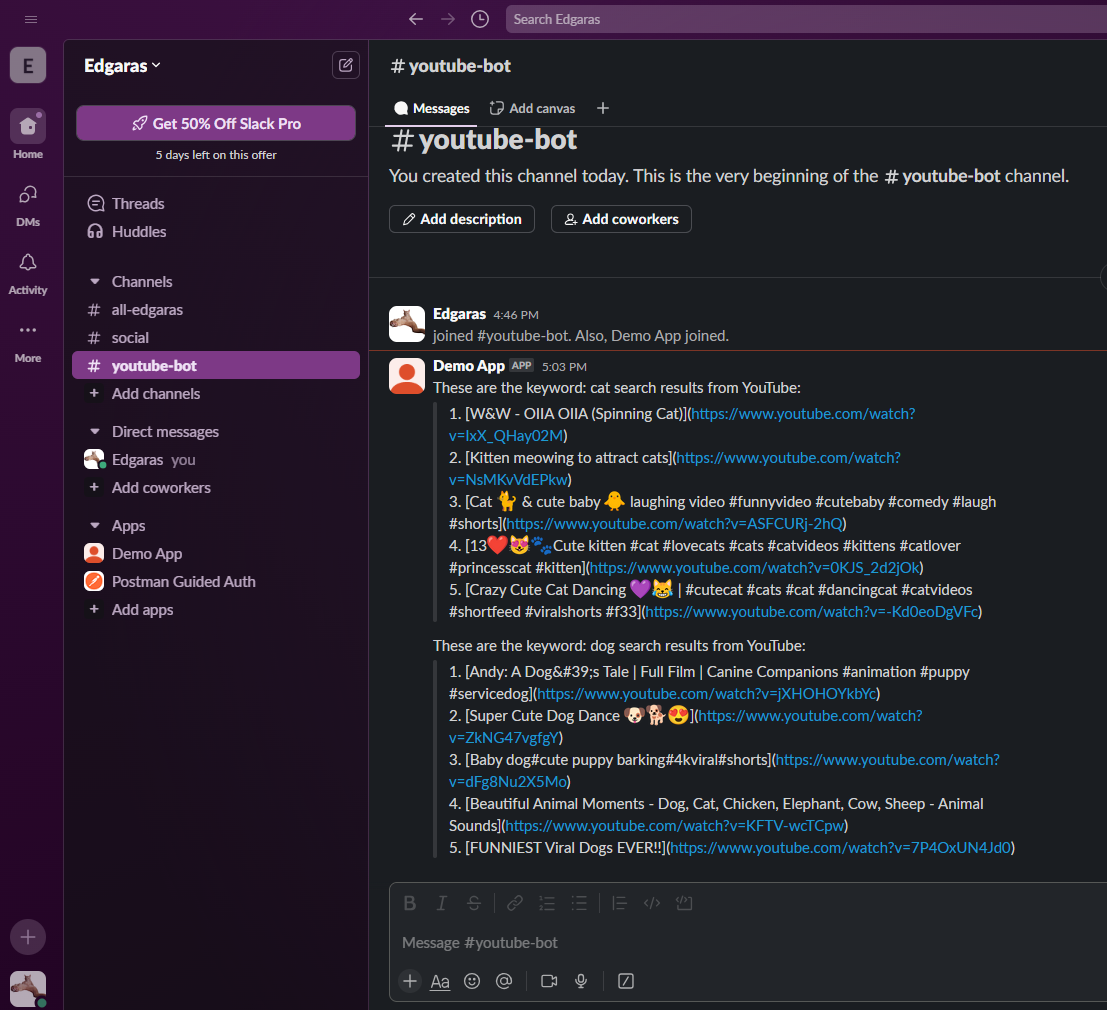 Search Edgaras
E
Edgaras
# youtube-bot
Messages
Add canvas
Get 50% Off Slack Pro
5 days left on this offer
Home
DMs
Activity
More
Threads
Huddles
Channels
# all-edgaras
# social
# youtube-bot
+ Add channels
Direct messages
Edgaras you
+ Add coworkers
Apps
Demo App
Postman Guided Auth
+ Add apps
# youtube-bot
You created this channel today. This is the very beginning of the # youtube-bot channel.
Add description
Add coworkers
Edgaras 4:46 PM
joined #youtube-bot. Also, Demo App joined.
Demo App APP 5:03 PM
These are the keyword: cat search results from YouTube:
1. [W&W - OIIA OIIA (Spinning Cat)](https://www.youtube.com/watch?
v=IxX_QHay02M)
2. [Kitten meowing to attract cats](https://www.youtube.com/watch?
v=NsMKvVdEPkw)
3. [Cat 🐈 & cute baby 🐥 laughing video #funnyvideo #cutebaby #comedy #laugh
#shorts](https://www.youtube.com/watch?v=ASFCURj-2hQ)
4. [13❤️😻🐾Cute kitten #cat #lovecats #cats #catvideos #kittens #catlover
#princesscat #kitten](https://www.youtube.com/watch?v=0KJS_2d2jOk)
5. [Crazy Cute Cat Dancing 💜😹 | #cutecat #cats #cat #dancingcat #catvideos
#shortfeed #viralshorts #f33](https://www.youtube.com/watch?v=-Kd0eoDgVFc)
These are the keyword: dog search results from YouTube:
1. [Andy: A Dog&#39;s Tale | Full Film | Canine Companions #animation #puppy
#servicedog](https://www.youtube.com/watch?v=jXHOHOYkbYc)
2. [Super Cute Dog Dance 🐶🐕😍](https://www.youtube.com/watch?
v=ZkNG47vgfgY)
3. [Baby dog#cute puppy barking#4kviral#shorts](https://www.youtube.com/watch?
v=dFg8Nu2X5Mo)
4. [Beautiful Animal Moments - Dog, Cat, Chicken, Elephant, Cow, Sheep - Animal
Sounds](https://www.youtube.com/watch?v=KFTV-wcTCpw)
5. [FUNNIEST Viral Dogs EVER!!](https://www.youtube.com/watch?v=7P4OxUN4Jd0)
B I S
Message #youtube-bot
+ Aa